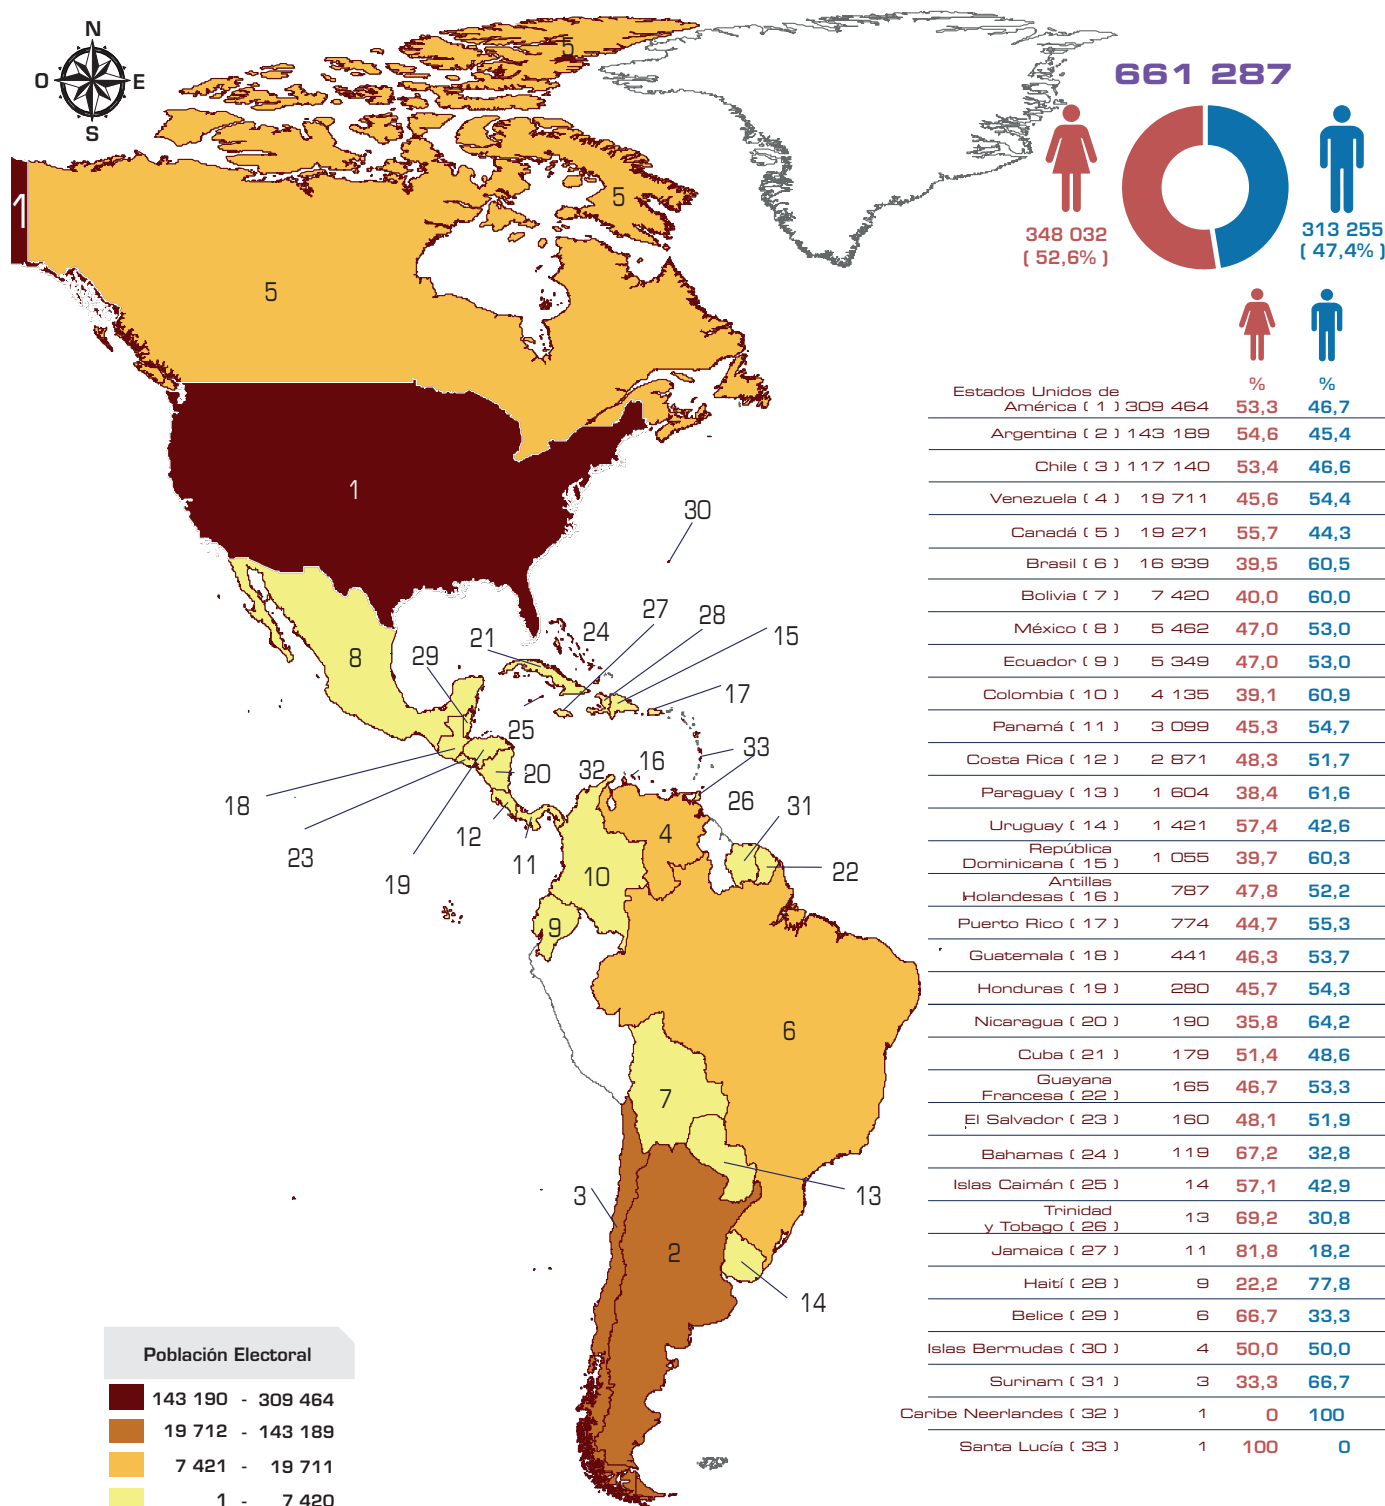 N
O E
S
661 287
348 032
( 52,6% )
313 255
( 47,4% )
% %
Estados Unidos de
América ( 1 ) 309 464 53,3 46,7
Argentina ( 2 ) 143 189 54,6 45,4
Chile ( 3 ) 117 140 53,4 46,6
Venezuela ( 4 ) 19 711 45,6 54,4
Canadá ( 5 ) 19 271 55,7 44,3
Brasil ( 6 ) 16 939 39,5 60,5
Bolivia ( 7 ) 7 420 40,0 60,0
México ( 8 ) 5 462 47,0 53,0
Ecuador ( 9 ) 5 349 47,0 53,0
Colombia ( 10 ) 4 135 39,1 60,9
Panamá ( 11 ) 3 099 45,3 54,7
Costa Rica ( 12 ) 2 871 48,3 51,7
Paraguay ( 13 ) 1 604 38,4 61,6
Uruguay ( 14 ) 1 421 57,4 42,6
República
Dominicana ( 15 ) 1 055 39,7 60,3
Antillas
Holandesas ( 16 ) 787 47,8 52,2
Puerto Rico ( 17 ) 774 44,7 55,3
Guatemala ( 18 ) 441 46,3 53,7
Honduras ( 19 ) 280 45,7 54,3
Nicaragua ( 20 ) 190 35,8 64,2
Cuba ( 21 ) 179 51,4 48,6
Guayana
Francesa ( 22 ) 165 46,7 53,3
El Salvador ( 23 ) 160 48,1 51,9
Bahamas ( 24 ) 119 67,2 32,8
Islas Caimán ( 25 ) 14 57,1 42,9
Trinidad
y Tobago ( 26 ) 13 69,2 30,8
Jamaica ( 27 ) 11 81,8 18,2
Haití ( 28 ) 9 22,2 77,8
Belice ( 29 ) 6 66,7 33,3
Islas Bermudas ( 30 ) 4 50,0 50,0
Surinam ( 31 ) 3 33,3 66,7
Caribe Neerlandes ( 32 ) 1 0 100
Santa Lucía ( 33 ) 1 100 0
5
5
1
5
1
30
27
28
24
15
21
8
29
17
25
33
32
16
20
18
26
31
12
4
23
11
22
19
10
9
6
7
3
13
2
14
Población Electoral
143 190 - 309 464
19 712 - 143 189
7 421 - 19 711
1 - 7 420